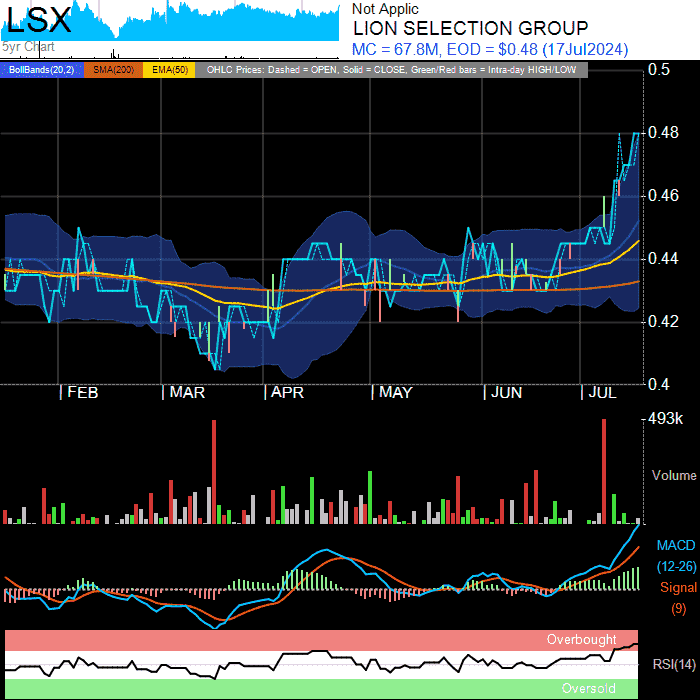 LSX
5yr Chart
Not Applic
LION SELECTION GROUP
MC = 67.8M, EOD = $0.48 (17Jul2024)
BollBands(20,2) SMA(200) EMA(50) OHLC Prices: Dashed = OPEN, Solid = CLOSE, Green/Red bars = Intra-day HIGH/LOW
0.5
0.48
0.46
0.44
0.42
0.4
FEB MAR APR MAY JUN JUL
493k
Volume
MACD
(12-26)
Signal
(9)
Overbought
RSI(14)
Oversold